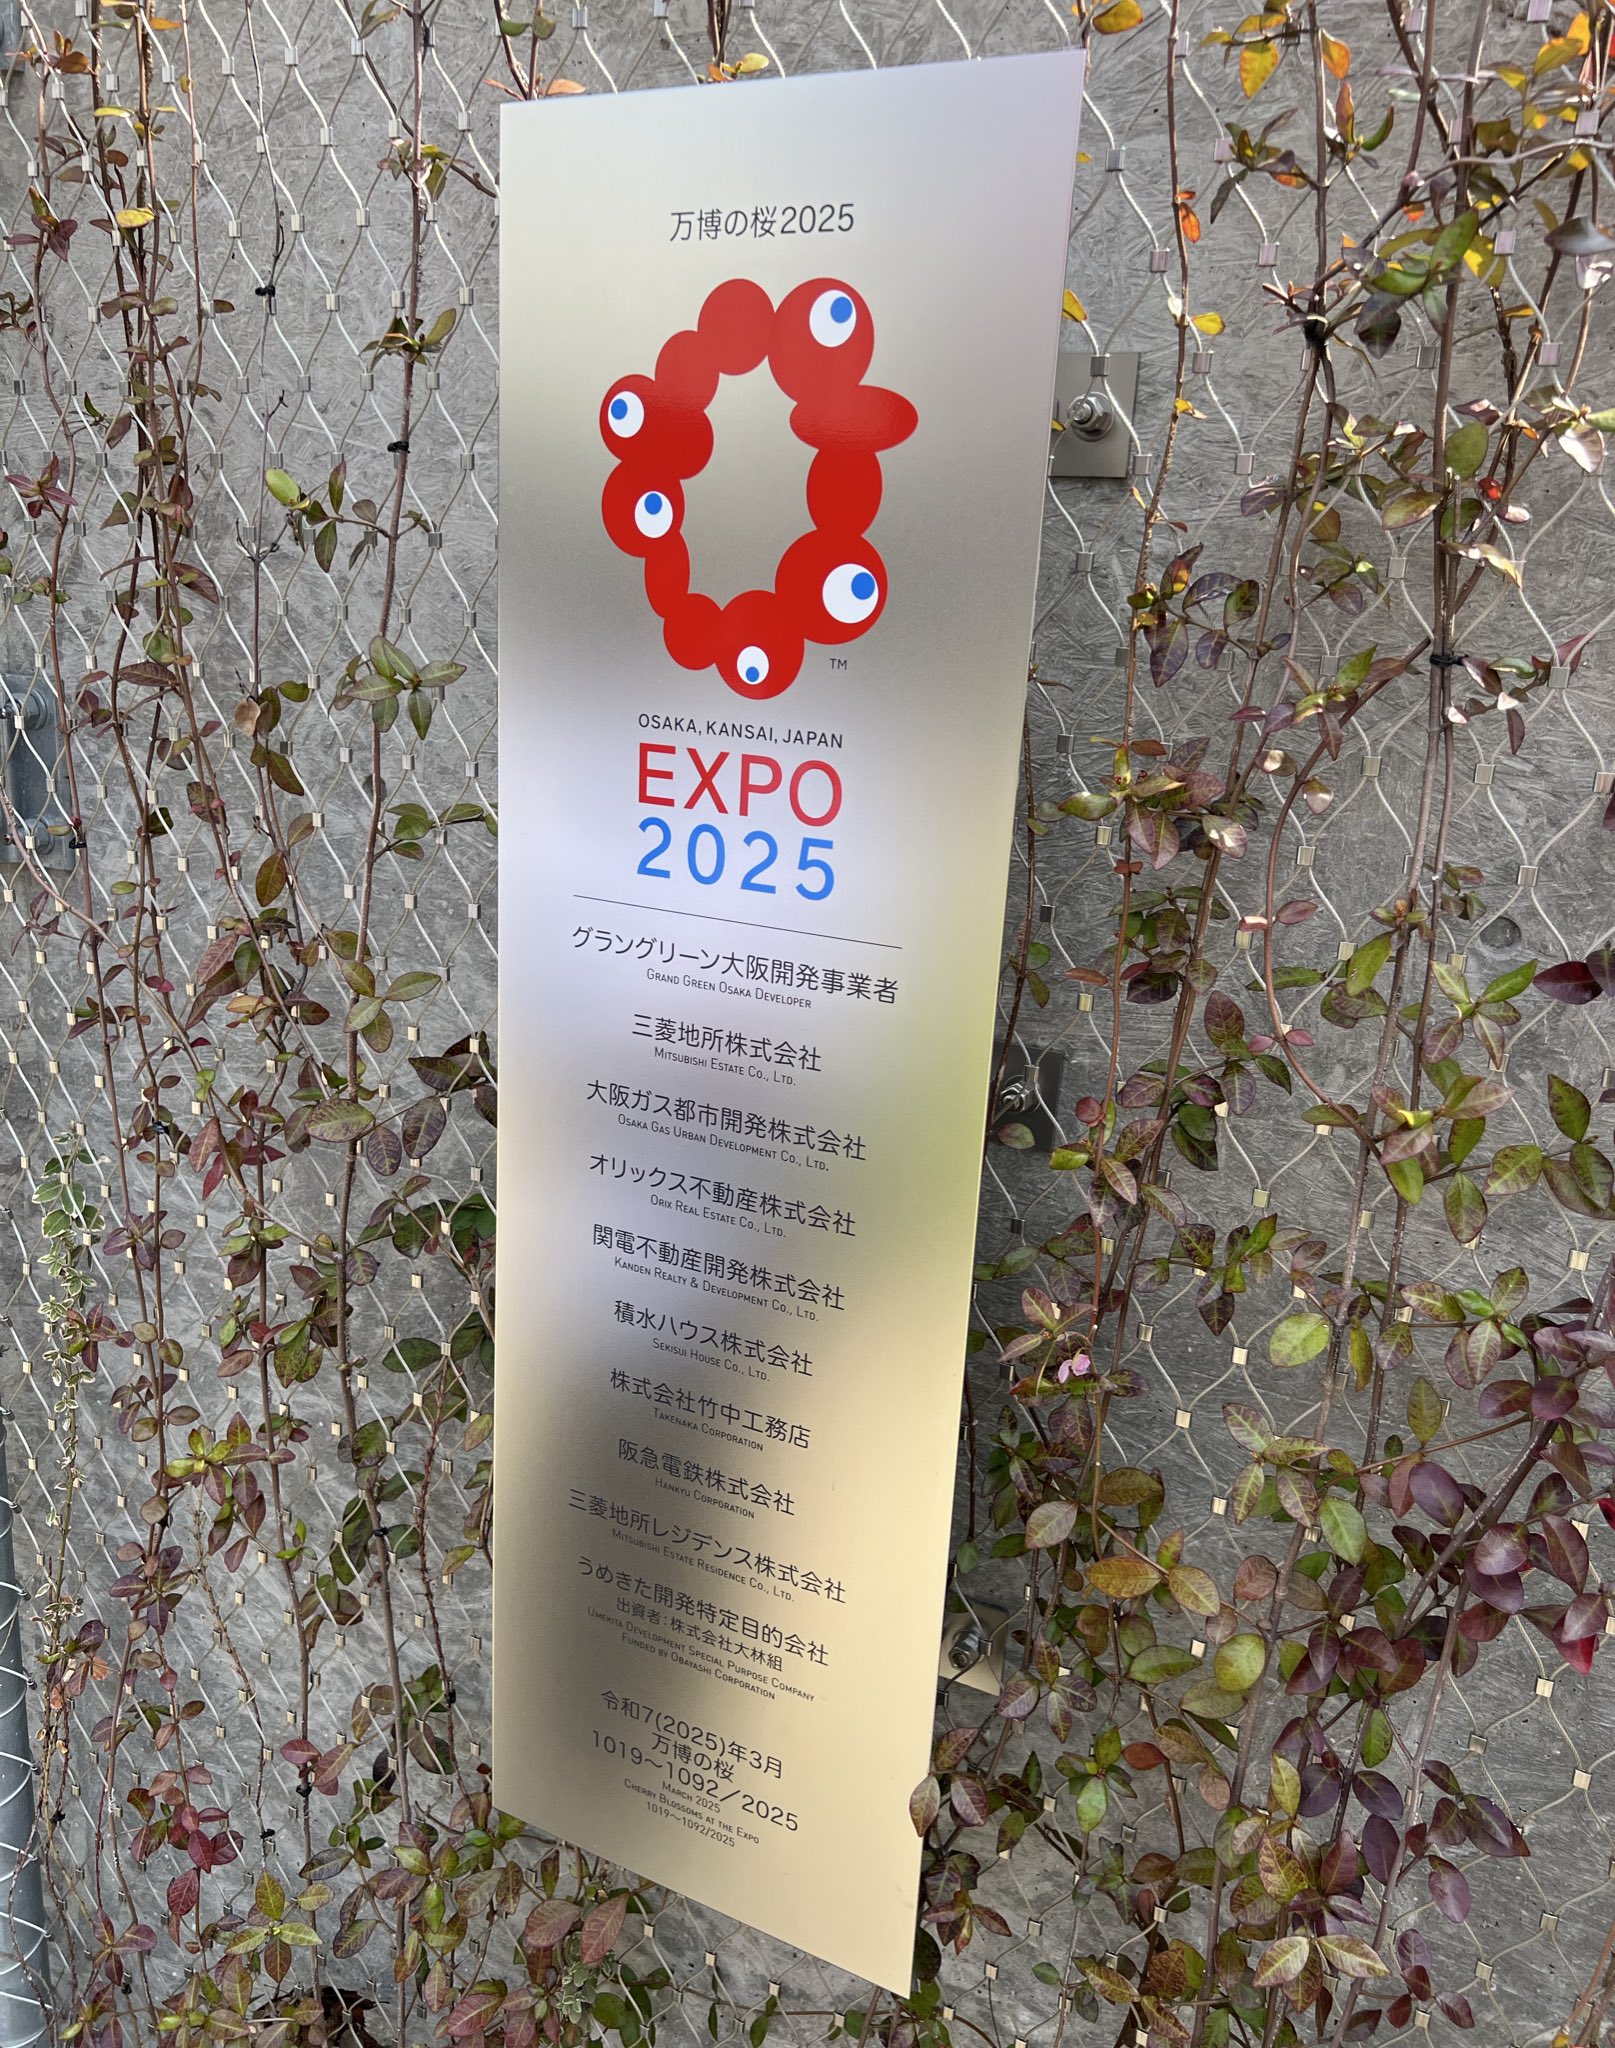 万博の桜2025
TM
OSAKA, KANSAI, JAPAN
EXPO
2025
グラングリーン大阪開発事業者
GRAND GREEN OSAKA DEVELOPER
三菱地所株式会社
MITSUBISHI ESTATE CO., LTD.
大阪ガス都市開発株式会社
OSAKA GAS URBAN DEVELOPMENT CO., LTD.
オリックス不動産株式会社
ORIX REAL ESTATE CO., LTD.
関電不動産開発株式会社
KANDEN REALTY & DEVELOPMENT CO., LTD.
積水ハウス株式会社
SEKISUI HOUSE CO., LTD.
株式会社竹中工務店
TAKENAKA CORPORATION
阪急電鉄株式会社
HANKYU CORPORATION
三菱地所レジデンス株式会社
MITSUBISHI ESTATE RESIDENCE CO., LTD.
うめきた開発特定目的会社
出資者：株式会社大林組
UMEKITA DEVELOPMENT SPECIAL PURPOSE COMPANY
FUNDED BY OBAYASHI CORPORATION
令和7(2025)年3月
万博の桜
1019～1092／2025
MARCH 2025
CHERRY BLOSSOMS AT THE EXPO
1019～1092/2025